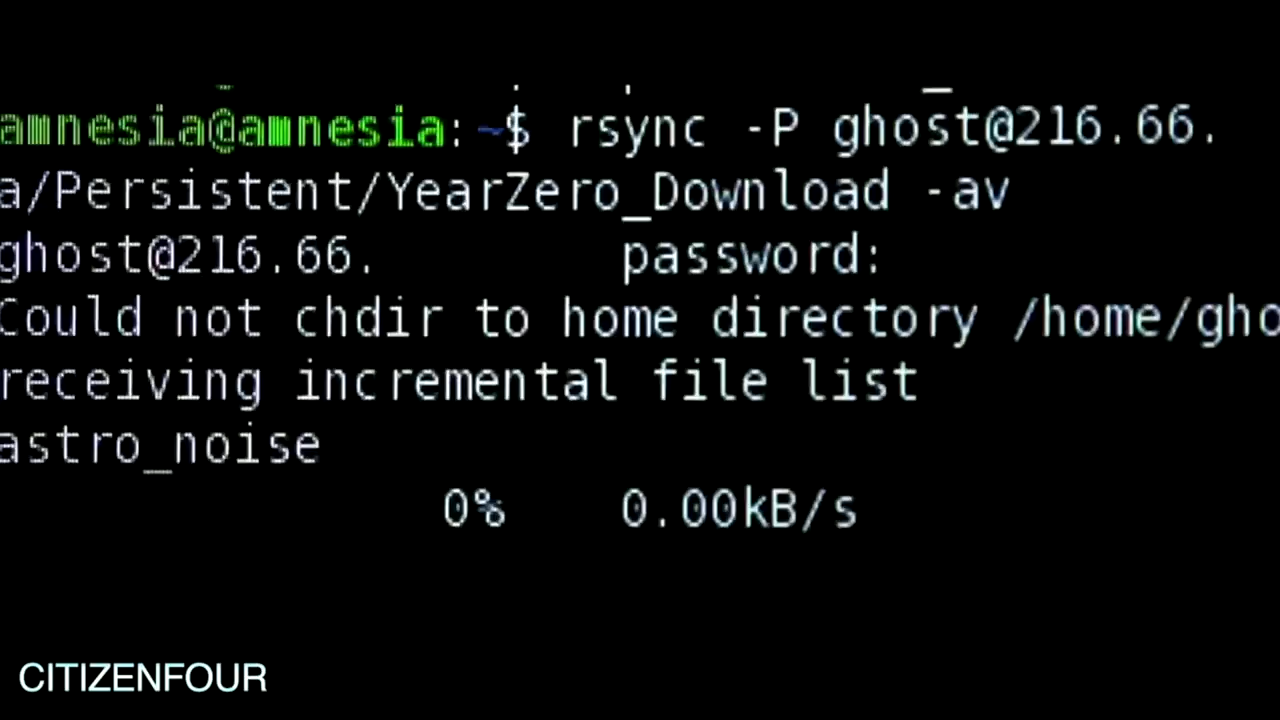 amnesia@amnesia:~$ rsync -P ghost@216.66.
a/Persistent/YearZero_Download -av
ghost@216.66. password:
Could not chdir to home directory /home/gho
receiving incremental file list
astro_noise
0% 0.00kB/s
CITIZENFOUR